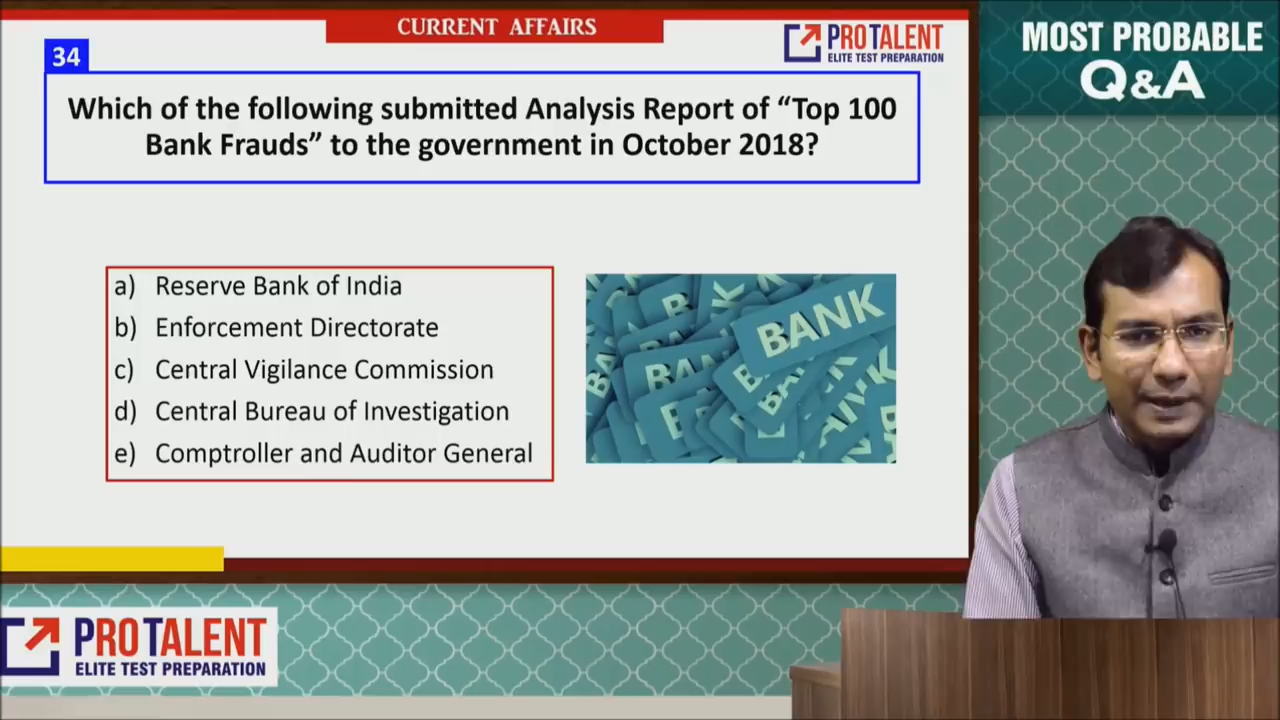 CURRENT AFFAIRS
PROTALENT
ELITE TEST PREPARATION
MOST PROBABLE
Q&A
34
Which of the following submitted Analysis Report of “Top 100
Bank Frauds” to the government in October 2018?
a) Reserve Bank of India
b) Enforcement Directorate
c) Central Vigilance Commission
d) Central Bureau of Investigation
e) Comptroller and Auditor General
BANK
PROTALENT
ELITE TEST PREPARATION